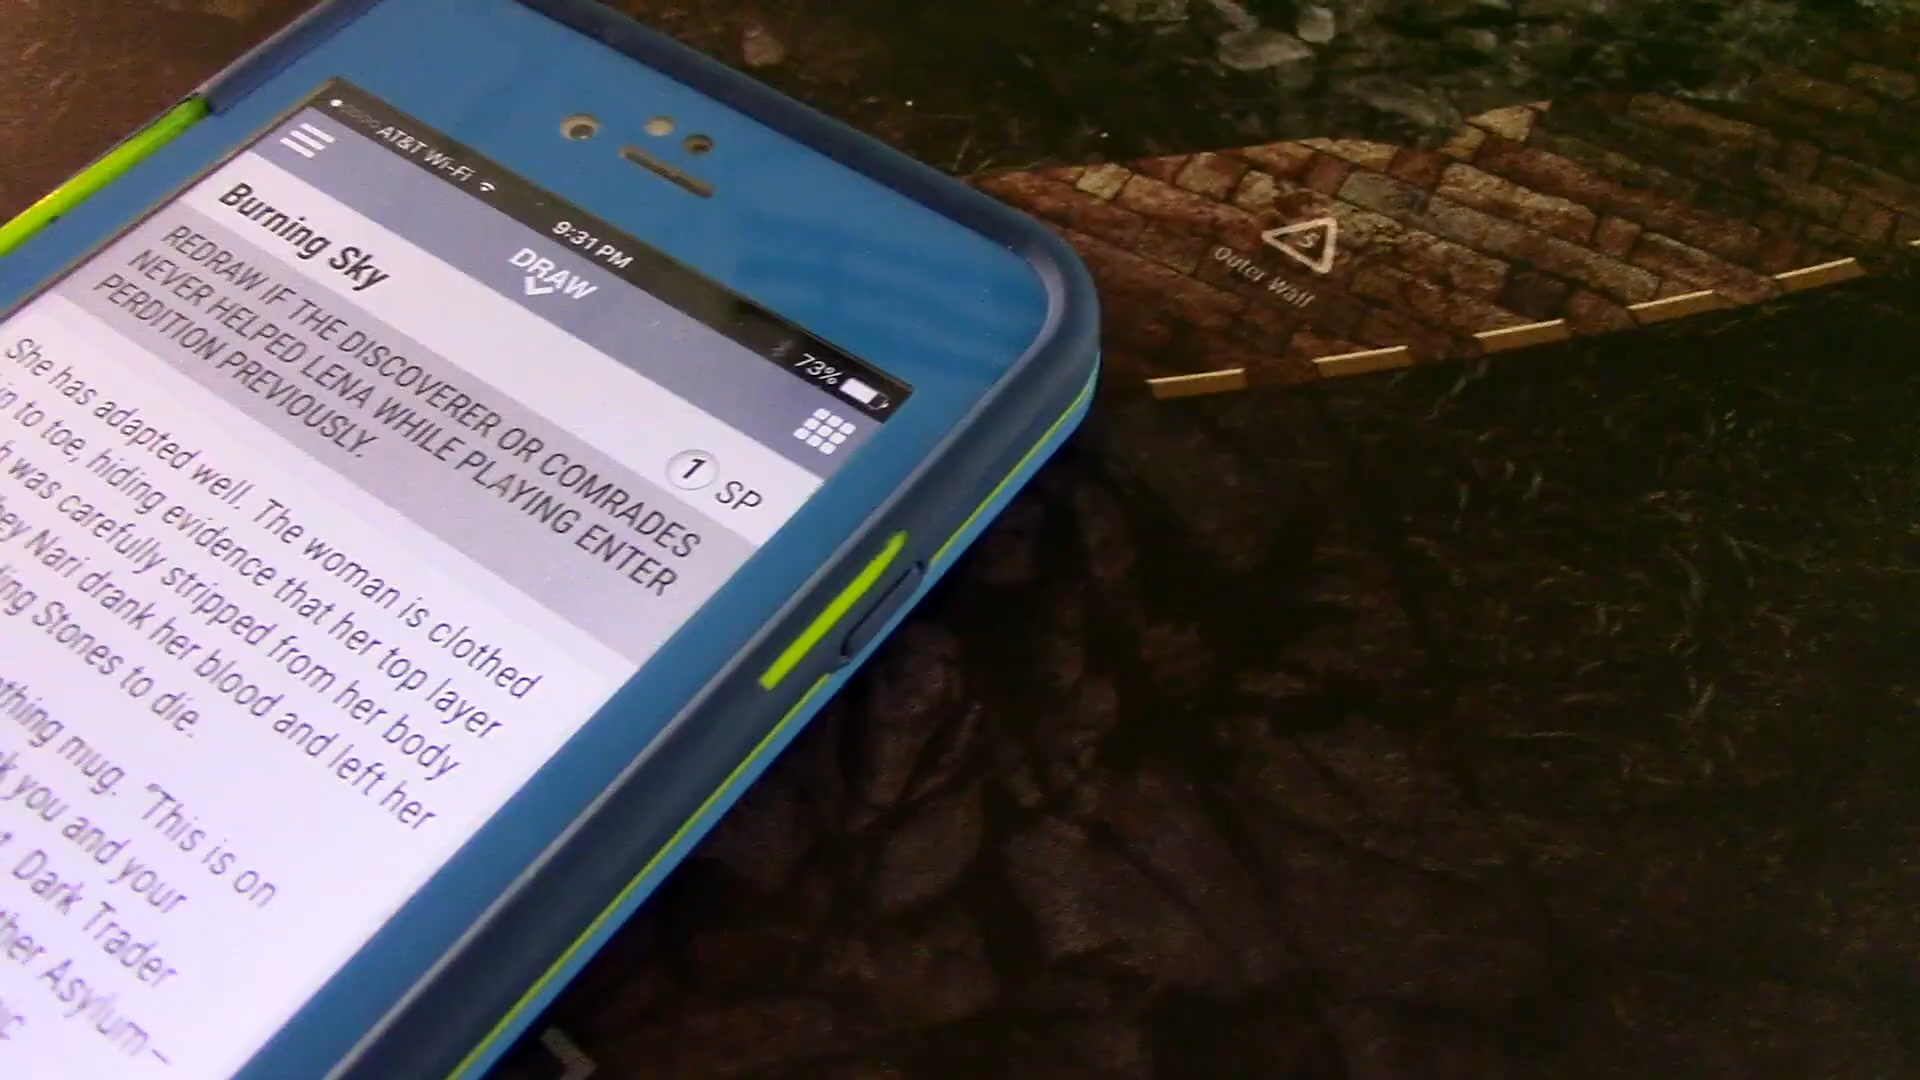 AT&T Wi-Fi
9:31 PM
73%
DRAW
Burning Sky
1 SP
REDRAW IF THE DISCOVERER OR COMRADES
NEVER HELPED LENA WHILE PLAYING ENTER
PERDITION PREVIOUSLY.
She has adapted well. The woman is clothed
to toe, hiding evidence that her top layer
was carefully stripped from her body
Nari drank her blood and left her
Stones to die.
mug. "This is on
you and your
Dark Trader
Asylum–
5
Outer Wall